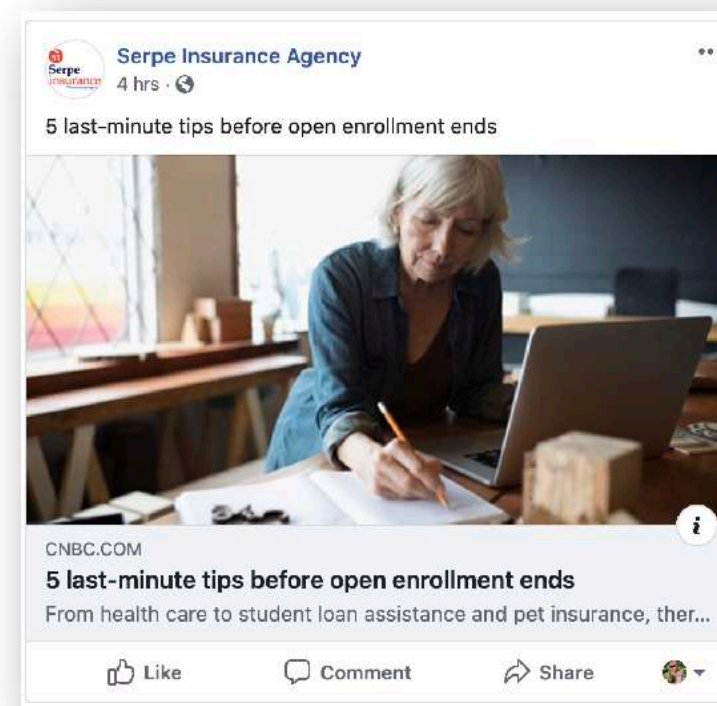 Serpe
insurance
Serpe Insurance Agency
4 hrs ·
5 last-minute tips before open enrollment ends
i
CNBC.COM
5 last-minute tips before open enrollment ends
From health care to student loan assistance and pet insurance, ther...
Like
Comment
Share